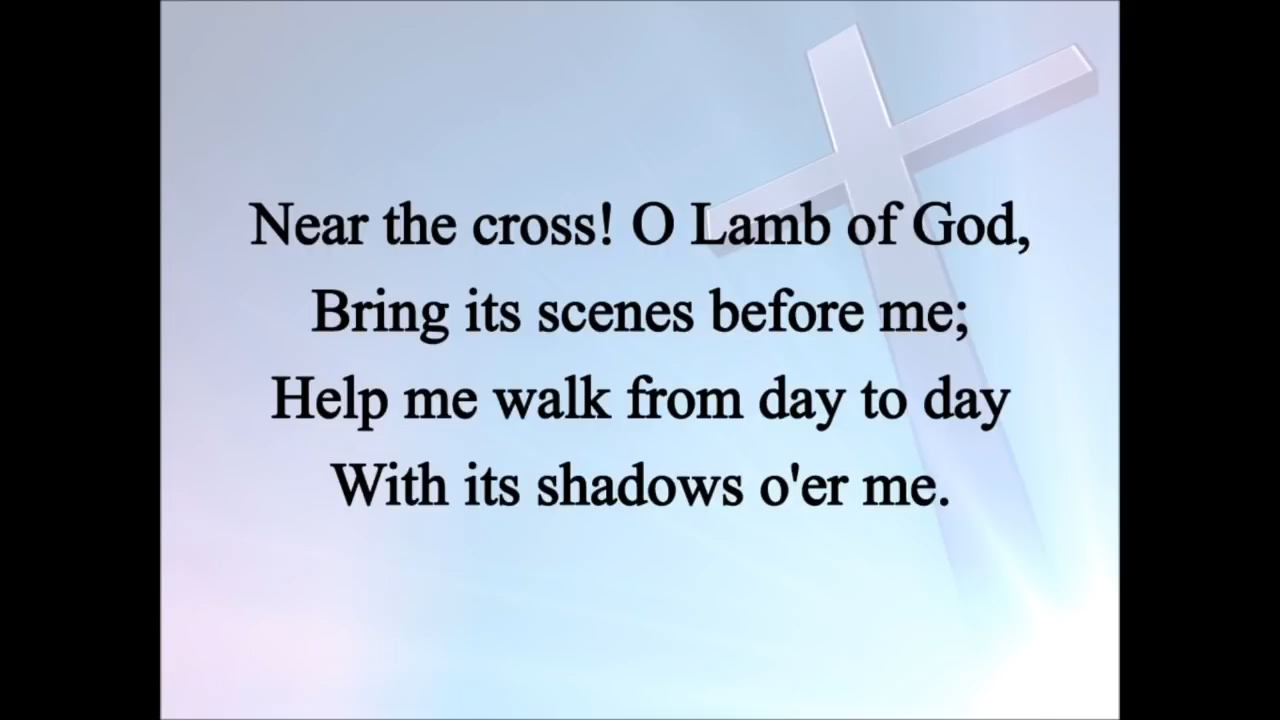 Near the cross! O Lamb of God,
Bring its scenes before me;
Help me walk from day to day
With its shadows o'er me.